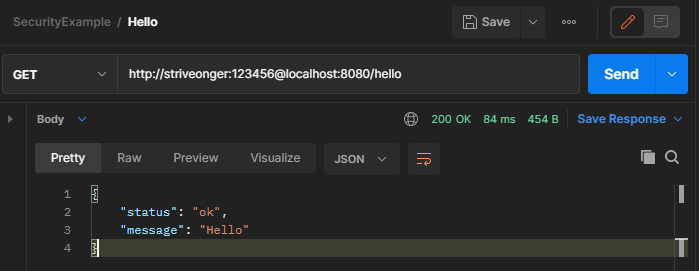 SecurityExample / Hello
Save
GET http://striveonger:123456@localhost:8080/hello Send
Body 200 OK 84 ms 454 B Save Response
Pretty Raw Preview Visualize JSON
1 {
2 "status": "ok",
3 "message": "Hello"
4 }